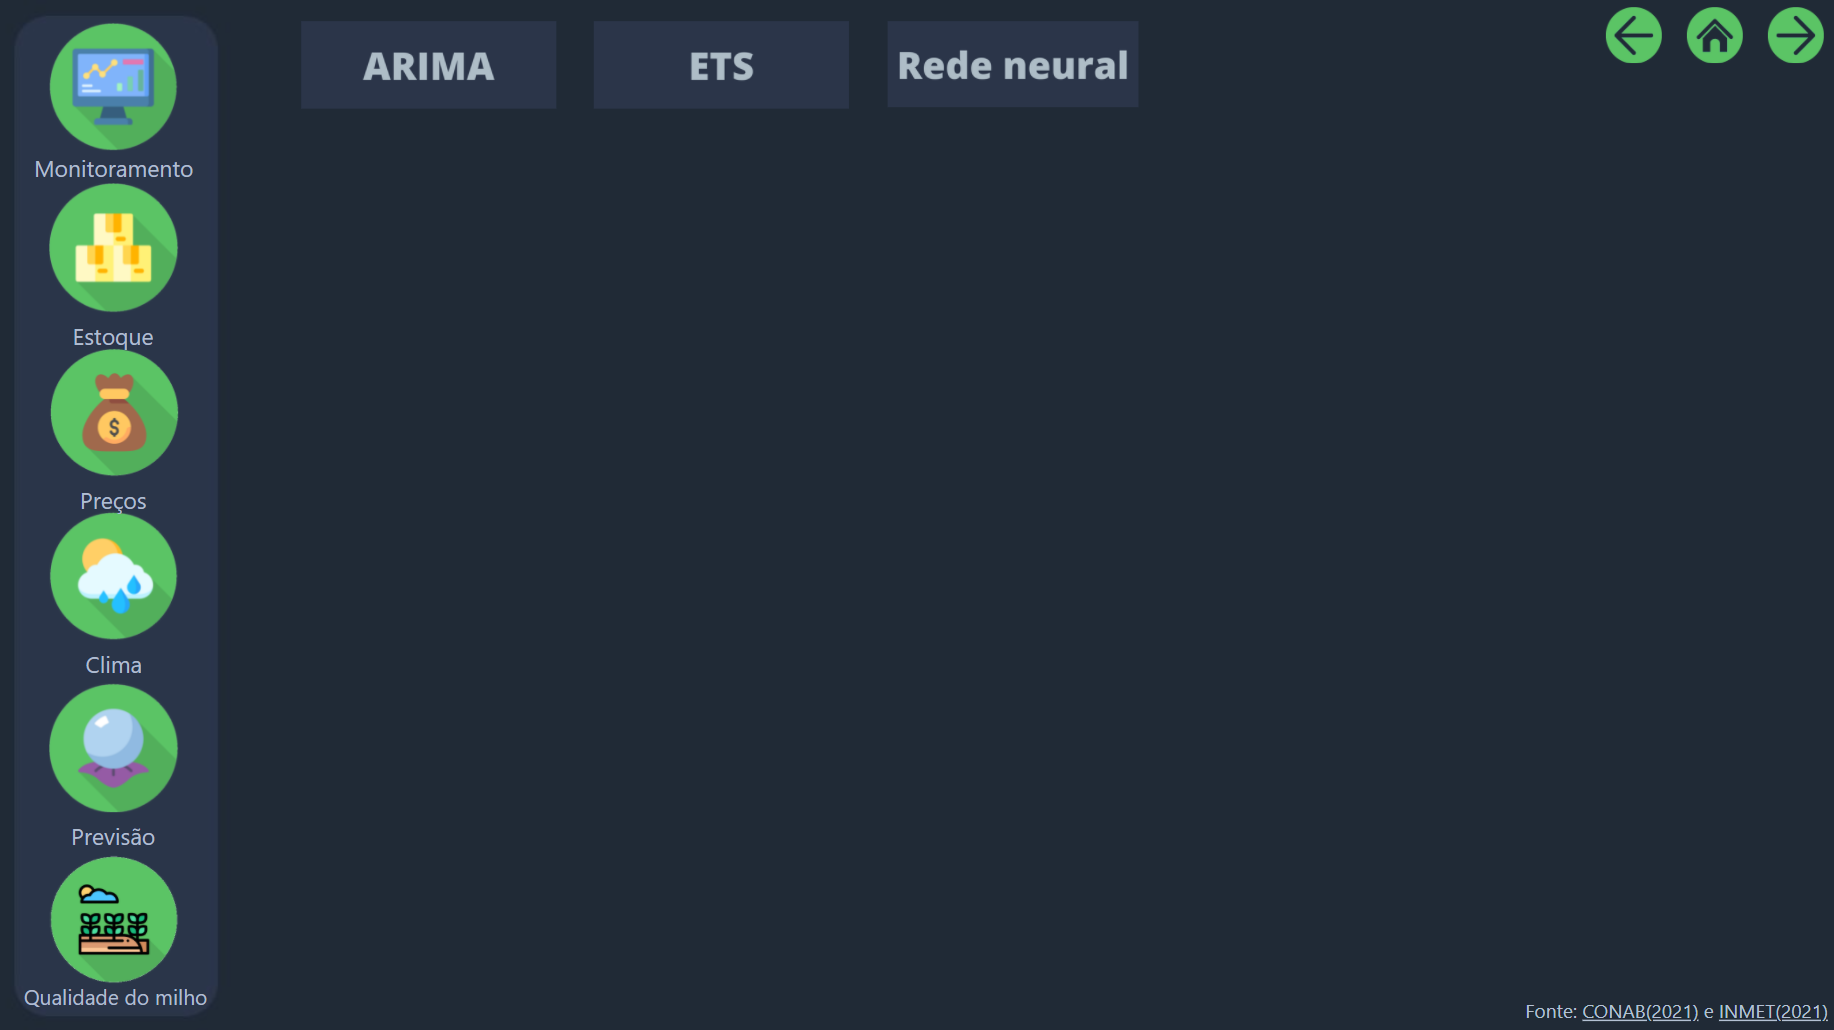 ARIMA
ETS
Rede neural
Monitoramento
Estoque
$
Preços
Clima
Previsão
Qualidade do milho
Fonte: CONAB(2021) e INMET(2021)